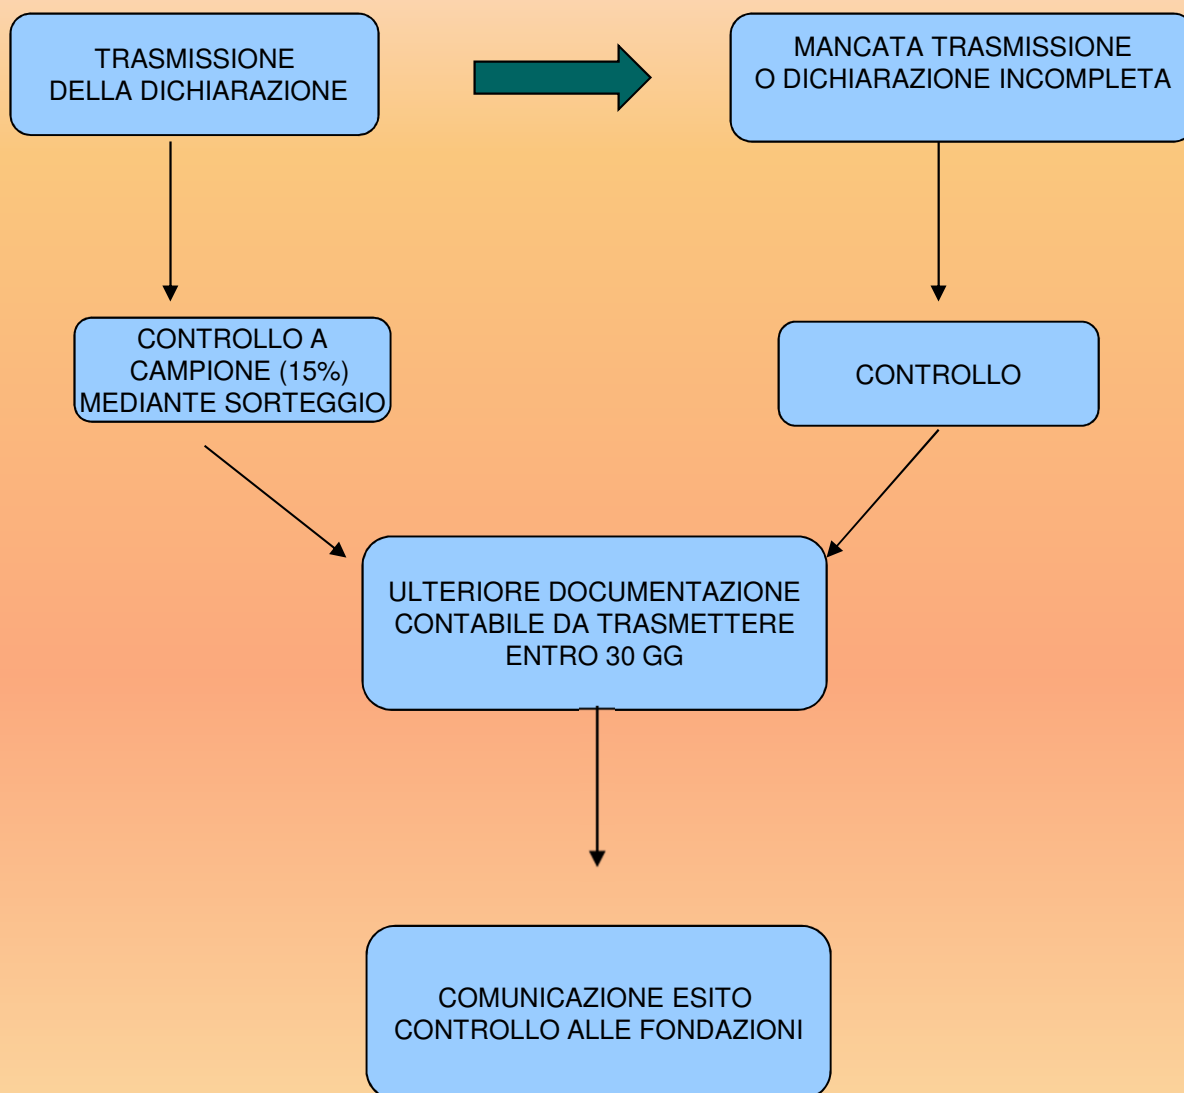 TRASMISSIONE
DELLA DICHIARAZIONE
MANCATA TRASMISSIONE
O DICHIARAZIONE INCOMPLETA
CONTROLLO A
CAMPIONE (15%)
MEDIANTE SORTEGGIO
CONTROLLO
ULTERIORE DOCUMENTAZIONE
CONTABILE DA TRASMETTERE
ENTRO 30 GG
COMUNICAZIONE ESITO
CONTROLLO ALLE FONDAZIONI